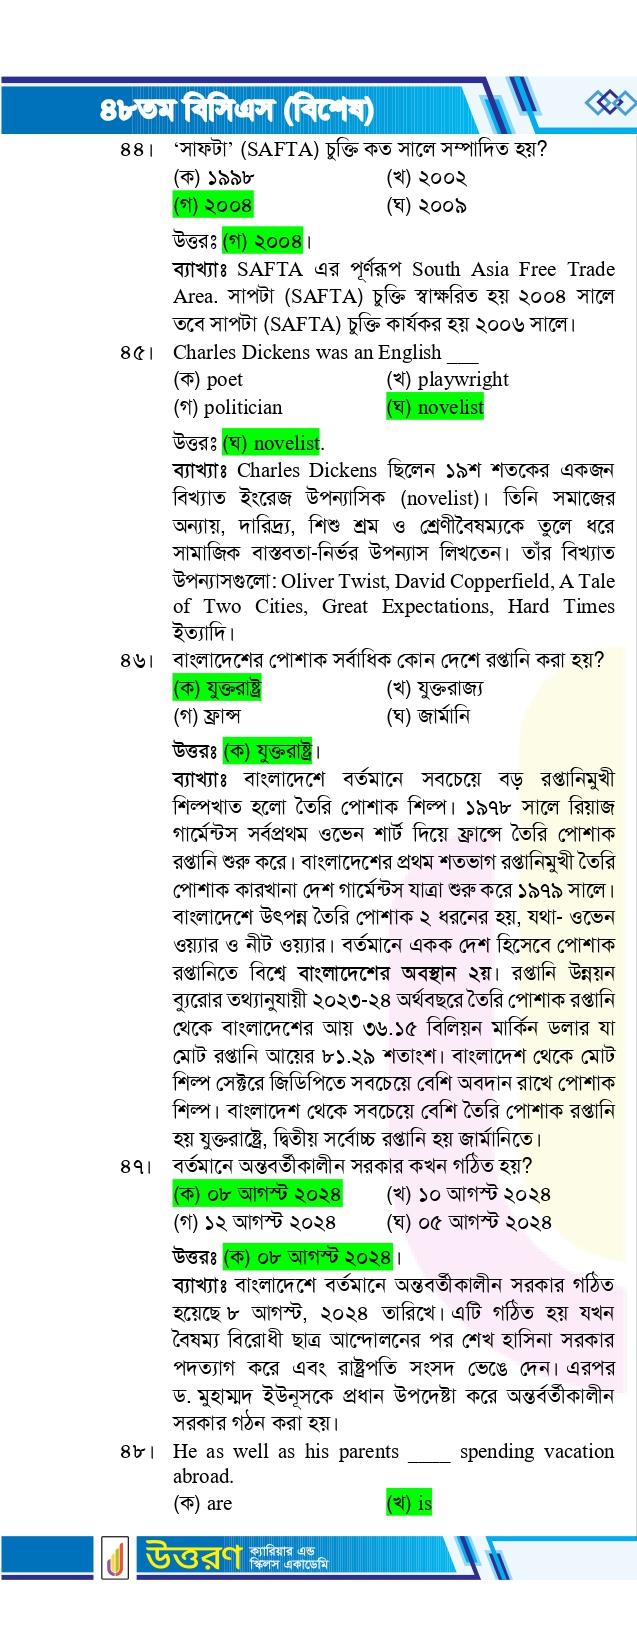 ৪৮তম বিসিএস (বিশেষ)
৪৪। ‘সাফটা’ (SAFTA) চুক্তি কত সালে সম্পাদিত হয়?
(ক) ১৯৯৮ (খ) ২০০২
(গ) ২০০৪ (ঘ) ২০০৯
উত্তরঃ (গ) ২০০৪।
ব্যাখ্যাঃ SAFTA এর পূর্ণরূপ South Asia Free Trade
Area. সাপটা (SAFTA) চুক্তি স্বাক্ষরিত হয় ২০০৪ সালে
তবে সাপটা (SAFTA) চুক্তি কার্যকর হয় ২০০৬ সালে।
৪৫। Charles Dickens was an English ___
(ক) poet (খ) playwright
(গ) politician (ঘ) novelist
উত্তরঃ (ঘ) novelist.
ব্যাখ্যাঃ Charles Dickens ছিলেন ১৯শ শতকের একজন
বিখ্যাত ইংরেজ উপন্যাসিক (novelist)। তিনি সমাজের
অন্যায়, দারিদ্র্য, শিশু শ্রম ও শ্রেণীবৈষম্যকে তুলে ধরে
সামাজিক বাস্তবতা-নির্ভর উপন্যাস লিখতেন। তাঁর বিখ্যাত
উপন্যাসগুলো: Oliver Twist, David Copperfield, A Tale
of Two Cities, Great Expectations, Hard Times
ইত্যাদি।
৪৬। বাংলাদেশের পোশাক সর্বাধিক কোন দেশে রপ্তানি করা হয়?
(ক) যুক্তরাষ্ট্র (খ) যুক্তরাজ্য
(গ) ফ্রান্স (ঘ) জার্মানি
উত্তরঃ (ক) যুক্তরাষ্ট্র।
ব্যাখ্যাঃ বাংলাদেশে বর্তমানে সবচেয়ে বড় রপ্তানিমুখী
শিল্পখাত হলো তৈরি পোশাক শিল্প। ১৯৭৮ সালে রিয়াজ
গার্মেন্টস সর্বপ্রথম ওভেন শার্ট দিয়ে ফ্রান্সে তৈরি পোশাক
রপ্তানি শুরু করে। বাংলাদেশের প্রথম শতভাগ রপ্তানিমুখী তৈরি
পোশাক কারখানা দেশ গার্মেন্টস যাত্রা শুরু করে ১৯৭৯ সালে।
বাংলাদেশে উৎপন্ন তৈরি পোশাক ২ ধরনের হয়, যথা- ওভেন
ওয়্যার ও নীট ওয়্যার। বর্তমানে একক দেশ হিসেবে পোশাক
রপ্তানিতে বিশ্বে বাংলাদেশের অবস্থান ২য়। রপ্তানি উন্নয়ন
ব্যুরোর তথ্যানুযায়ী ২০২৩-২৪ অর্থবছরে তৈরি পোশাক রপ্তানি
থেকে বাংলাদেশের আয় ৩৬.১৫ বিলিয়ন মার্কিন ডলার যা
মোট রপ্তানি আয়ের ৮১.২৯ শতাংশ। বাংলাদেশ থেকে মোট
শিল্প সেক্টরে জিডিপিতে সবচেয়ে বেশি অবদান রাখে পোশাক
শিল্প। বাংলাদেশ থেকে সবচেয়ে বেশি তৈরি পোশাক রপ্তানি
হয় যুক্তরাষ্ট্রে, দ্বিতীয় সর্বোচ্চ রপ্তানি হয় জার্মানিতে।
৪৭। বর্তমানে অন্তবর্তীকালীন সরকার কখন গঠিত হয়?
(ক) ০৮ আগস্ট ২০২৪ (খ) ১০ আগস্ট ২০২৪
(গ) ১২ আগস্ট ২০২৪ (ঘ) ০৫ আগস্ট ২০২৪
উত্তরঃ (ক) ০৮ আগস্ট ২০২৪।
ব্যাখ্যাঃ বাংলাদেশে বর্তমানে অন্তবর্তীকালীন সরকার গঠিত
হয়েছে ৮ আগস্ট, ২০২৪ তারিখে। এটি গঠিত হয় যখন
বৈষম্য বিরোধী ছাত্র আন্দোলনের পর শেখ হাসিনা সরকার
পদত্যাগ করে এবং রাষ্ট্রপতি সংসদ ভেঙে দেন। এরপর
ড. মুহাম্মদ ইউনূসকে প্রধান উপদেষ্টা করে অন্তর্বর্তীকালীন
সরকার গঠন করা হয়।
৪৮। He as well as his parents ____ spending vacation
abroad.
(ক) are (খ) is
উত্তরণ ক্যারিয়ার এন্ড
স্কিলস একাডেমি